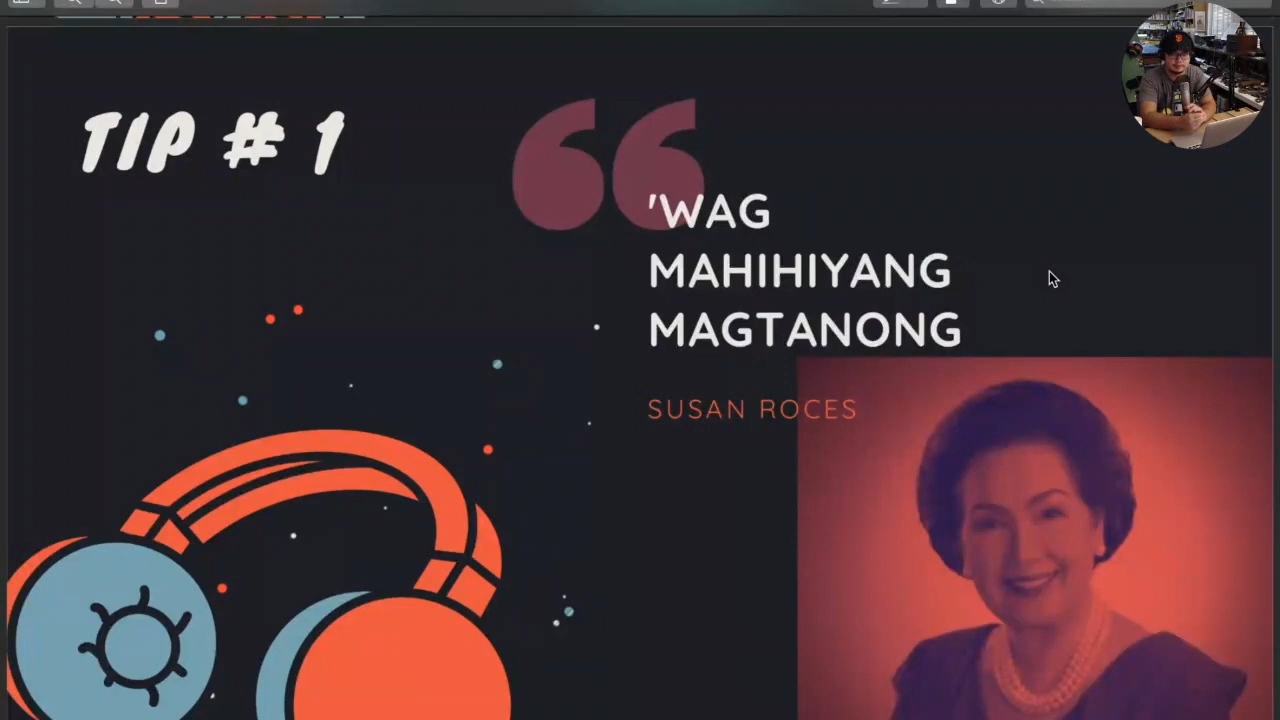 TIP # 1
'WAG
MAHIHIYANG
MAGTANONG
SUSAN ROCES